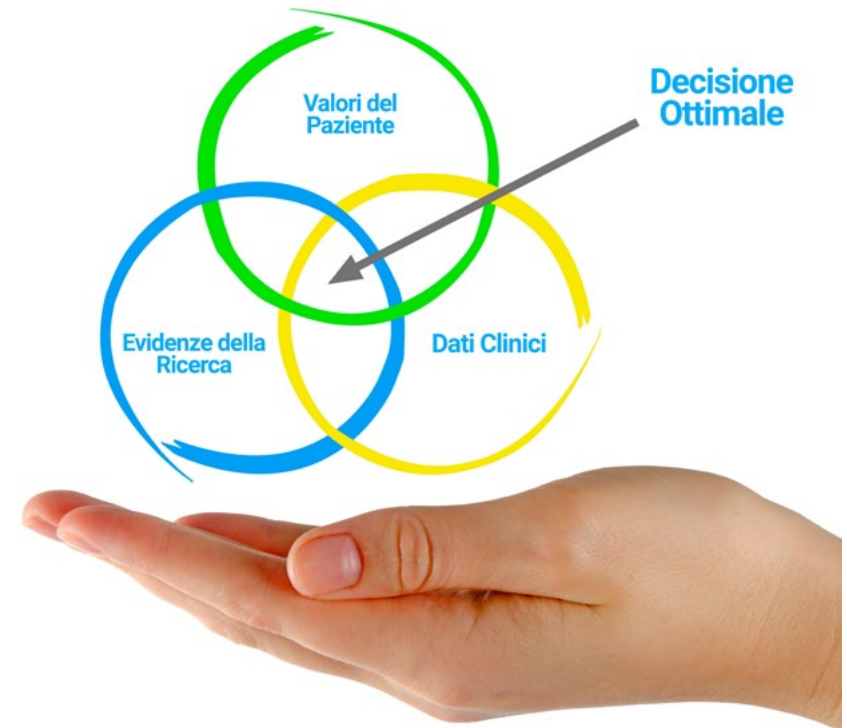 Valori del
Paziente
Decisione
Ottimale
Evidenze della
Ricerca
Dati Clinici